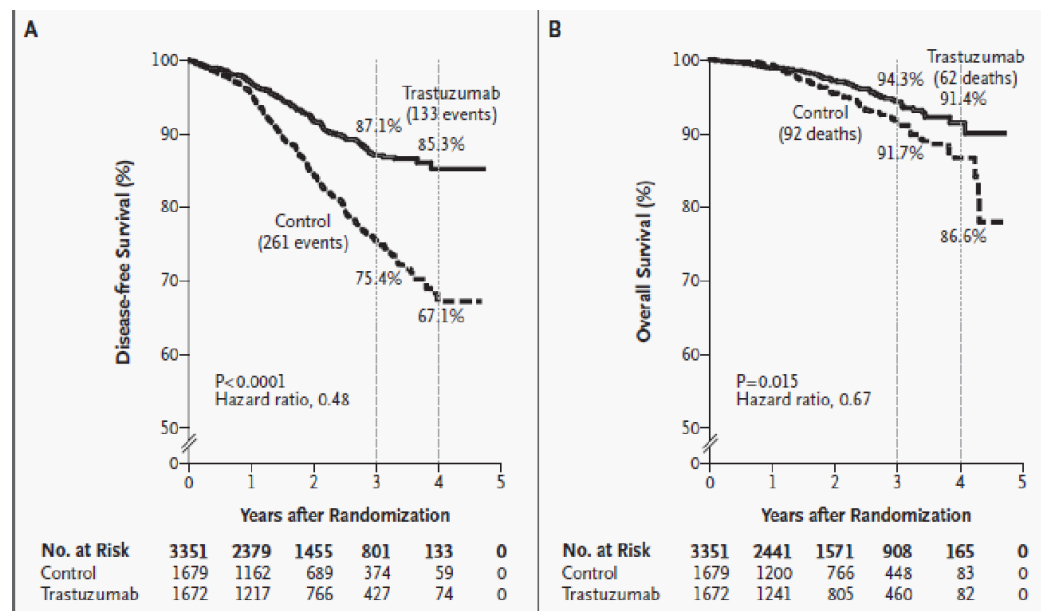 A
Disease-free Survival (%)
100
90
80
70
60
50
0
87.1%
Trastuzumab
(133 events)
85.3%
Control
(261 events)
75.4%
67.1%
P<0.0001
Hazard ratio, 0.48
0 1 2 3 4 5
Years after Randomization
No. at Risk 3351 2379 1455 801 133 0
Control 1679 1162 689 374 59 0
Trastuzumab 1672 1217 766 427 74 0
B
Overall Survival (%)
100
90
80
70
60
50
0
94.3%
Trastuzumab
(62 deaths)
91.4%
Control
(92 deaths)
91.7%
86.6%
P=0.015
Hazard ratio, 0.67
0 1 2 3 4 5
Years after Randomization
No. at Risk 3351 2441 1571 908 165 0
Control 1679 1200 766 448 83 0
Trastuzumab 1672 1241 805 460 82 0